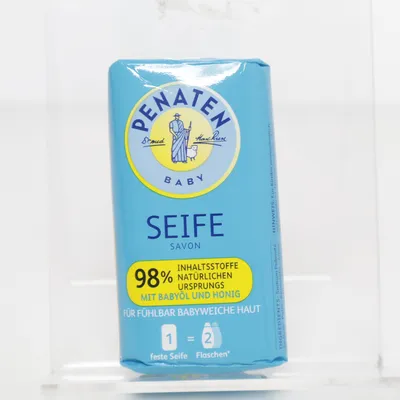 PENATEN
BABY
SEIFE
SAVON
98% INHALTSSTOFFE
NATÜRLICHEN
URSPRUNGS
MIT BABYÖL UND HONIG
FÜR FÜHLBAR BABYWEICHE HAUT
1 = 2
feste Seife Flaschen*